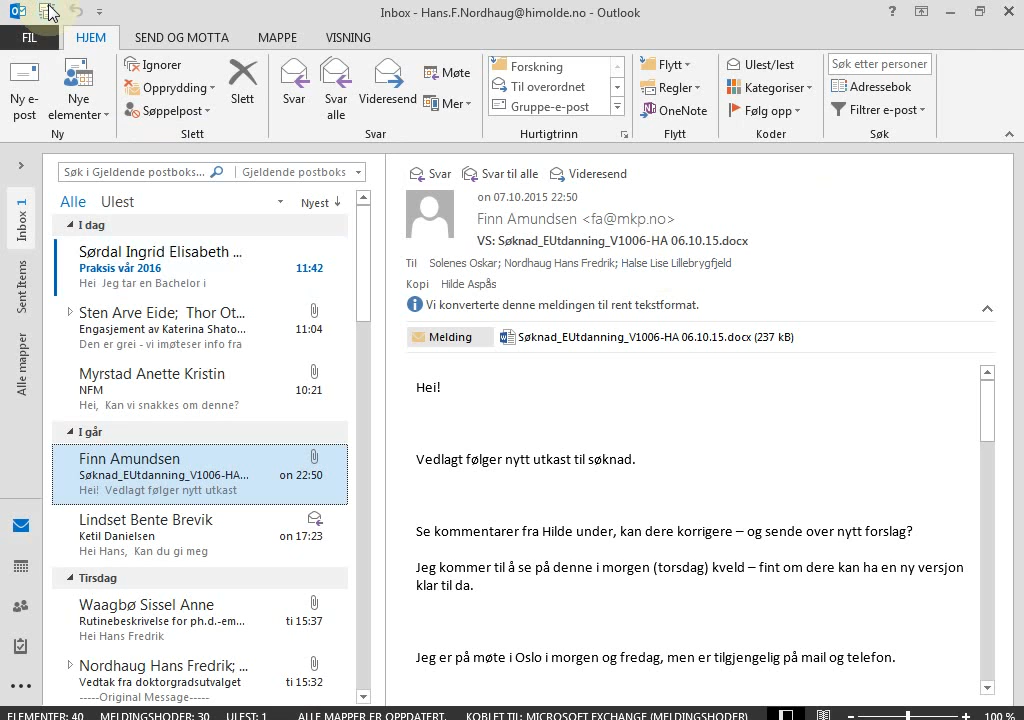 Inbox - Hans.F.Nordhaug@himolde.no - Outlook
FIL HJEM SEND OG MOTTA MAPPE VISNING
Ny e-post
Nye elementer
Ny
Ignorer
Opprydding
Søppelpost
Slett
Slett
Svar
Svar alle
Videresend
Møte
Mer
Svar
Forskning
Til overordnet
Gruppe-e-post
Hurtigtrinn
Flytt
Regler
OneNote
Flytt
Ulest/lest
Kategoriser
Følg opp
Koder
Søk etter personer
Adressebok
Filtrer e-post
Søk
Inbox 1
Sent Items
Alle mapper
Søk i Gjeldende postboks... Gjeldende postboks
Alle Ulest Nyest
I dag
Sørdal Ingrid Elisabeth ...
Praksis vår 2016 11:42
Hei Jeg tar en Bachelor i
Sten Arve Eide; Thor Ot...
Engasjement av Katerina Shato... 11:04
Den er grei - vi imøteser info fra
Myrstad Anette Kristin
NFM 10:21
Hei, Kan vi snakkes om denne?
I går
Finn Amundsen
Søknad_EUtdanning_V1006-HA... on 22:50
Hei! Vedlagt følger nytt utkast
Lindset Bente Brevik
Ketil Danielsen on 17:23
Hei Hans, Kan du gi meg
Tirsdag
Waagbø Sissel Anne
Rutinebeskrivelse for ph.d.-em... ti 15:37
Hei Hans Fredrik
Nordhaug Hans Fredrik; ...
Vedtak fra doktorgradsutvalget ti 15:32
-----Original Message-----
Svar Svar til alle Videresend
on 07.10.2015 22:50
Finn Amundsen <fa@mkp.no>
VS: Søknad_EUtdanning_V1006-HA 06.10.15.docx
Til Solenes Oskar; Nordhaug Hans Fredrik; Halse Lise Lillebrygfjeld
Kopi Hilde Aspås
Vi konverterte denne meldingen til rent tekstformat.
Melding Søknad_EUtdanning_V1006-HA 06.10.15.docx (237 kB)
Hei!
Vedlagt følger nytt utkast til søknad.
Se kommentarer fra Hilde under, kan dere korrigere – og sende over nytt forslag?
Jeg kommer til å se på denne i morgen (torsdag) kveld – fint om dere kan ha en ny versjon
klar til da.
Jeg er på møte i Oslo i morgen og fredag, men er tilgjengelig på mail og telefon.
ELEMENTER: 40 MELDINGSHODER: 30 ULEST: 1 ALLE MAPPER ER OPPDATERT. KOBLET TIL: MICROSOFT EXCHANGE (MELDINGSHODER) 100 %